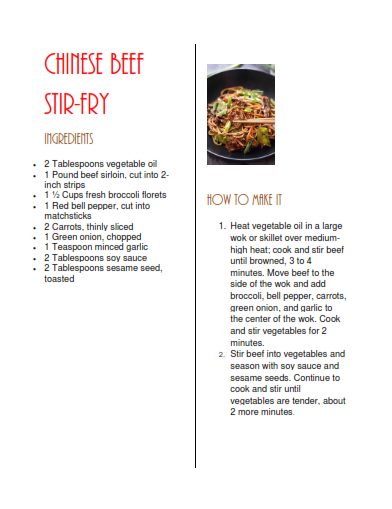 CHINESE BEEF
STIR-FRY
INGREDIENTS
• 2 Tablespoons vegetable oil
• 1 Pound beef sirloin, cut into 2-
inch strips
• 1 ½ Cups fresh broccoli florets
• 1 Red bell pepper, cut into
matchsticks
• 2 Carrots, thinly sliced
• 1 Green onion, chopped
• 1 Teaspoon minced garlic
• 2 Tablespoons soy sauce
• 2 Tablespoons sesame seed,
toasted
HOW TO MAKE IT
1. Heat vegetable oil in a large
wok or skillet over medium-
high heat; cook and stir beef
until browned, 3 to 4
minutes. Move beef to the
side of the wok and add
broccoli, bell pepper, carrots,
green onion, and garlic to
the center of the wok. Cook
and stir vegetables for 2
minutes.
2. Stir beef into vegetables and
season with soy sauce and
sesame seeds. Continue to
cook and stir until
vegetables are tender, about
2 more minutes.